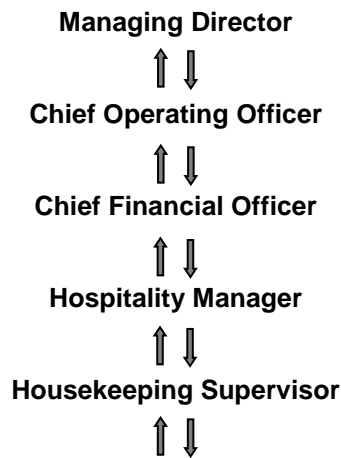 Managing Director
Chief Operating Officer
Chief Financial Officer
Hospitality Manager
Housekeeping Supervisor